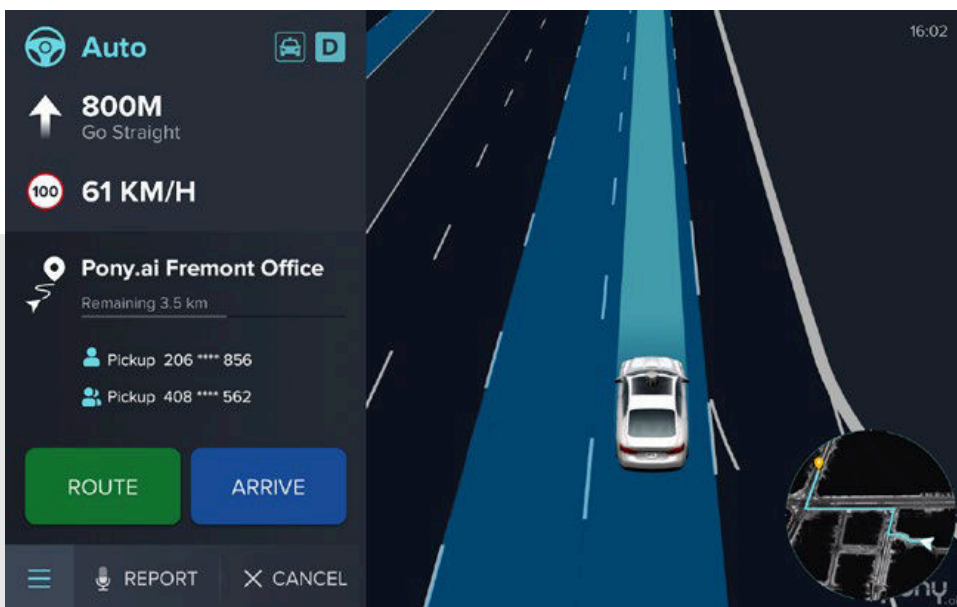 Auto
D
16:02
800M
Go Straight
100
61 KM/H
Pony.ai Fremont Office
Remaining 3.5 km
Pickup 206 **** 856
Pickup 408 **** 562
ROUTE
ARRIVE
REPORT
CANCEL